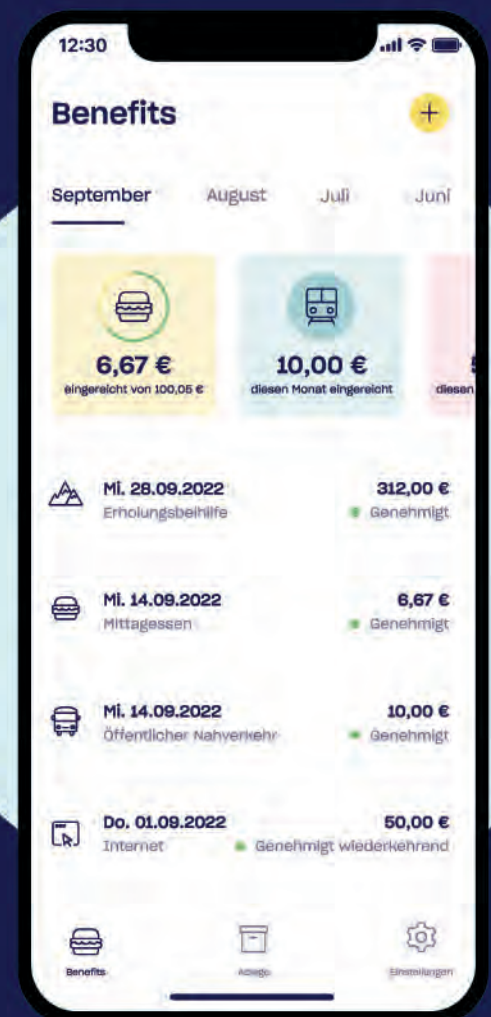 12:30
Benefits
September August Juli Juni
6,67 €
eingereicht von 100,05 €
10,00 €
diesen Monat eingereicht
diesen
Mi. 28.09.2022 312,00 €
Erholungsbeihilfe Genehmigt
Mi. 14.09.2022 6,67 €
Mittagessen Genehmigt
Mi. 14.09.2022 10,00 €
Öffentlicher Nahverkehr Genehmigt
Do. 01.09.2022 50,00 €
Internet Genehmigt wiederkehrend
Benefits Ablage Einstellungen